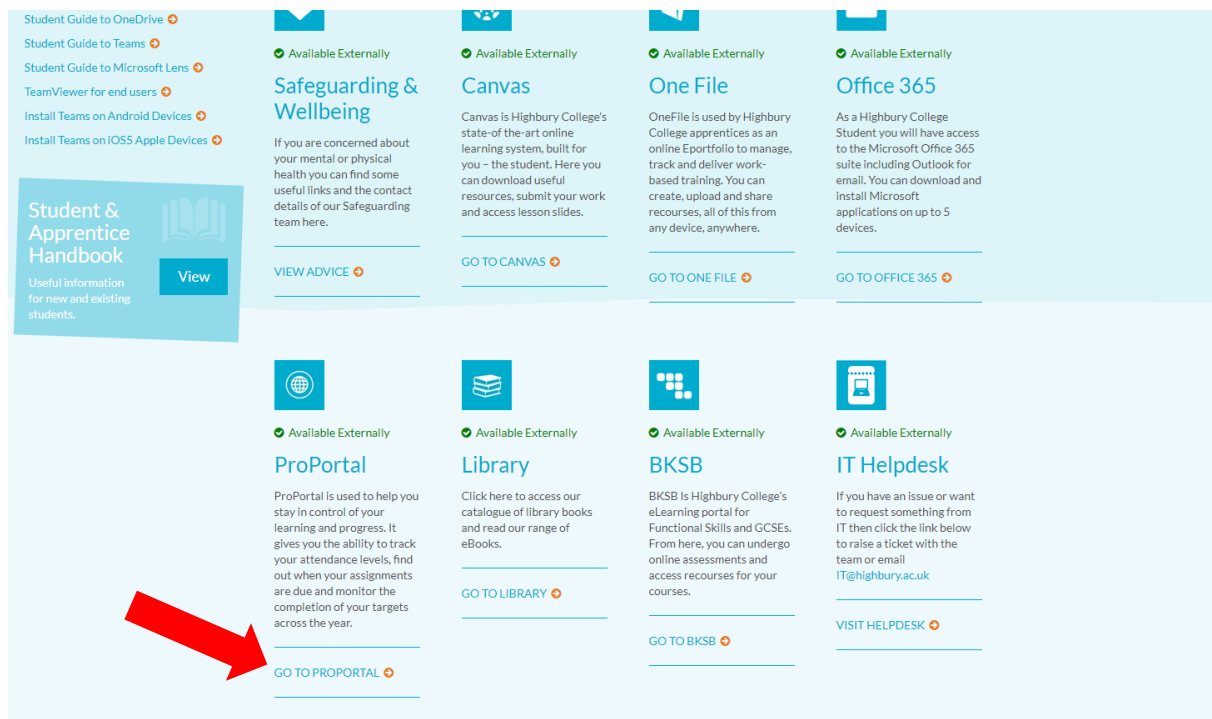 Student Guide to OneDrive
Student Guide to Teams
Student Guide to Microsoft Lens
TeamViewer for end users
Install Teams on Android Devices
Install Teams on iOS5 Apple Devices
Student &
Apprentice
Handbook
Useful information
for new and existing
students.
View
Available Externally
Safeguarding &
Wellbeing
If you are concerned about
your mental or physical
health you can find some
useful links and the contact
details of our Safeguarding
team here.
VIEW ADVICE
Available Externally
Canvas
Canvas is Highbury College's
state-of the-art online
learning system, built for
you – the student. Here you
can download useful
resources, submit your work
and access lesson slides.
GO TO CANVAS
Available Externally
One File
OneFile is used by Highbury
College apprentices as an
online Eportfolio to manage,
track and deliver work-
based training. You can
create, upload and share
recourses, all of this from
any device, anywhere.
GO TO ONE FILE
Available Externally
Office 365
As a Highbury College
Student you will have access
to the Microsoft Office 365
suite including Outlook for
email. You can download and
install Microsoft
applications on up to 5
devices.
GO TO OFFICE 365
Available Externally
ProPortal
ProPortal is used to help you
stay in control of your
learning and progress. It
gives you the ability to track
your attendance levels, find
out when your assignments
are due and monitor the
completion of your targets
across the year.
GO TO PROPORTAL
Available Externally
Library
Click here to access our
catalogue of library books
and read our range of
eBooks.
GO TO LIBRARY
Available Externally
BKSB
BKSB Is Highbury College's
eLearning portal for
Functional Skills and GCSEs.
From here, you can undergo
online assessments and
access recourses for your
courses.
GO TO BKSB
Available Externally
IT Helpdesk
If you have an issue or want
to request something from
IT then click the link below
to raise a ticket with the
team or email
IT@highbury.ac.uk
VISIT HELPDESK